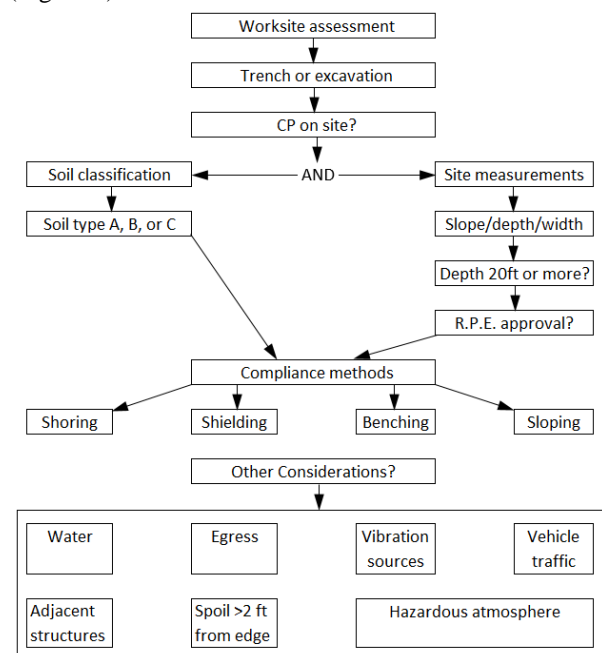 Worksite assessment
Trench or excavation
CP on site?
Soil classification
AND
Site measurements
Soil type A, B, or C
Slope/depth/width
Depth 20ft or more?
R.P.E. approval?
Compliance methods
Shoring
Shielding
Benching
Sloping
Other Considerations?
Water
Egress
Vibration
sources
Vehicle
traffic
Adjacent
structures
Spoil >2 ft
from edge
Hazardous atmosphere